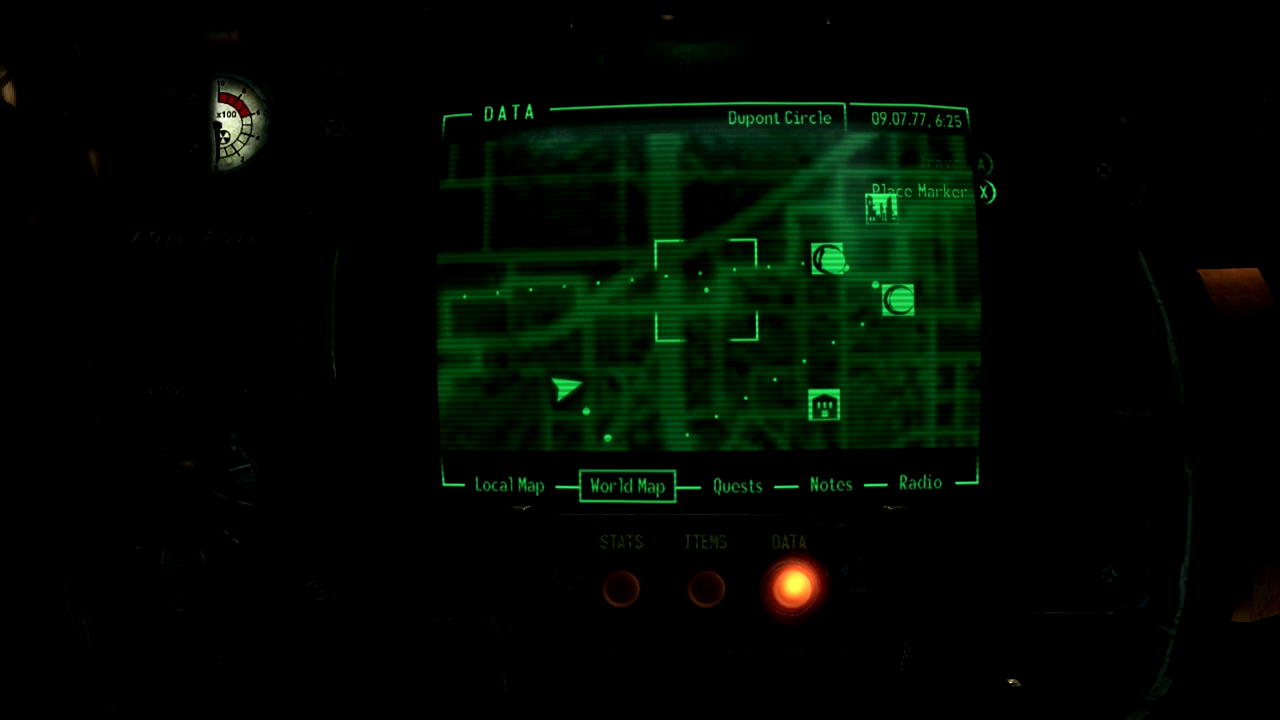 x100
DATA
Dupont Circle
09.07.77, 6:25
Travel A)
Place Marker X)
Local Map
World Map
Quests
Notes
Radio
STATS
ITEMS
DATA